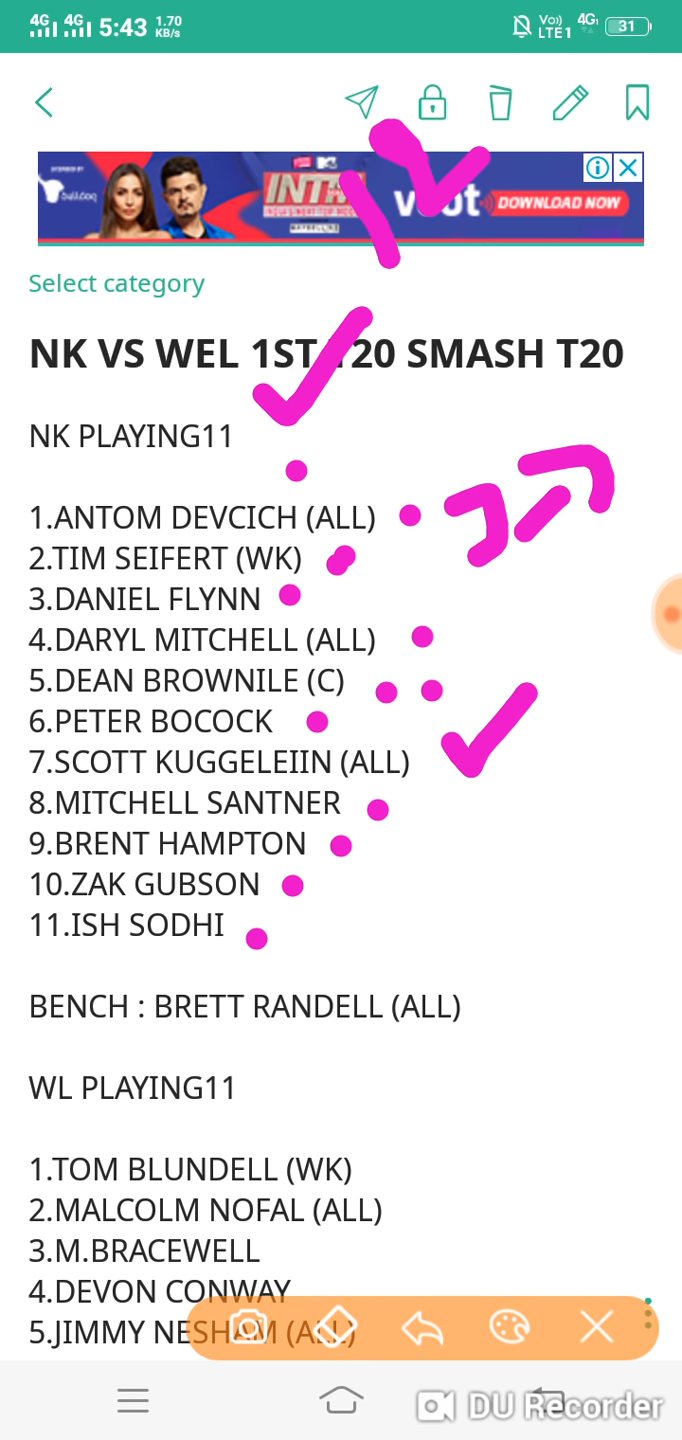 4G 4G 5:43 1.70 KB/s Vo)) LTE1 4G 31
bulldog
DOWNLOAD NOW
Select category
NK VS WEL 1ST T20 SMASH T20
NK PLAYING11
1.ANTOM DEVCICH (ALL)
2.TIM SEIFERT (WK)
3.DANIEL FLYNN
4.DARYL MITCHELL (ALL)
5.DEAN BROWNILE (C)
6.PETER BOCOCK
7.SCOTT KUGGELEIIN (ALL)
8.MITCHELL SANTNER
9.BRENT HAMPTON
10.ZAK GUBSON
11.ISH SODHI
BENCH : BRETT RANDELL (ALL)
WL PLAYING11
1.TOM BLUNDELL (WK)
2.MALCOLM NOFAL (ALL)
3.M.BRACEWELL
4.DEVON CONWAY
5.JIMMY NESHAM (ALL)
DU Recorder